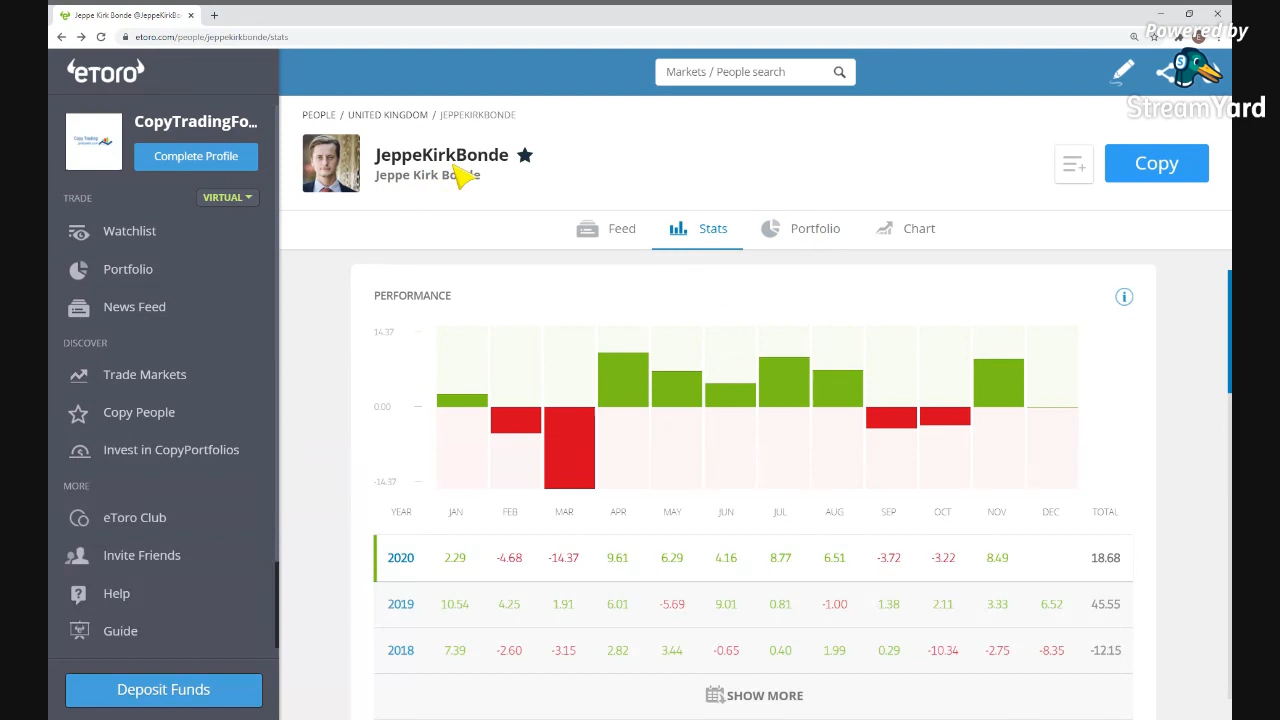 Jeppe Kirk Bonde @JeppeKirkBo
etoro.com/people/jeppekirkbonde/stats
Powered by
StreamYard
eToro
Markets / People search
CopyTradingFo...
Complete Profile
TRADE
VIRTUAL
Watchlist
Portfolio
News Feed
DISCOVER
Trade Markets
Copy People
Invest in CopyPortfolios
MORE
eToro Club
Invite Friends
Help
Guide
Deposit Funds
PEOPLE / UNITED KINGDOM / JEPPEKIRKBONDE
JeppeKirkBonde
Jeppe Kirk Bonde
Copy
Feed
Stats
Portfolio
Chart
PERFORMANCE
14.37
0.00
-14.37
YEAR JAN FEB MAR APR MAY JUN JUL AUG SEP OCT NOV DEC TOTAL
2020 2.29 -4.68 -14.37 9.61 6.29 4.16 8.77 6.51 -3.72 -3.22 8.49 18.68
2019 10.54 4.25 1.91 6.01 -5.69 9.01 0.81 -1.00 1.38 2.11 3.33 6.52 45.55
2018 7.39 -2.60 -3.15 2.82 3.44 -0.65 0.40 1.99 0.29 -10.34 -2.75 -8.35 -12.15
SHOW MORE